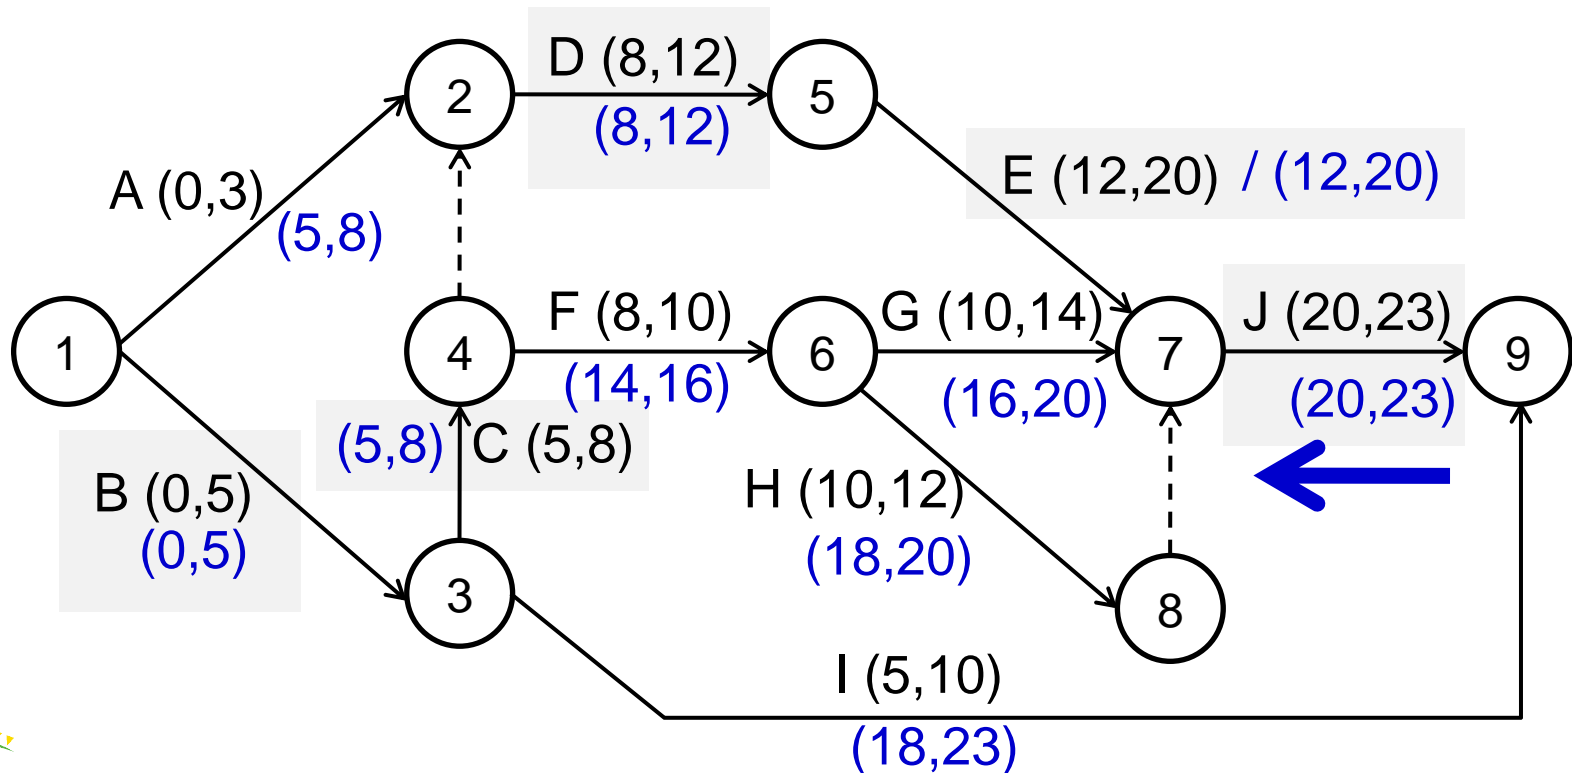 2
D (8,12)
(8,12)
5
A (0,3)
(5,8)
E (12,20) / (12,20)
1
4
F (8,10)
(14,16)
6
G (10,14)
(16,20)
7
J (20,23)
(20,23)
9
(5,8) C (5,8)
B (0,5)
(0,5)
H (10,12)
(18,20)
3
8
I (5,10)
(18,23)